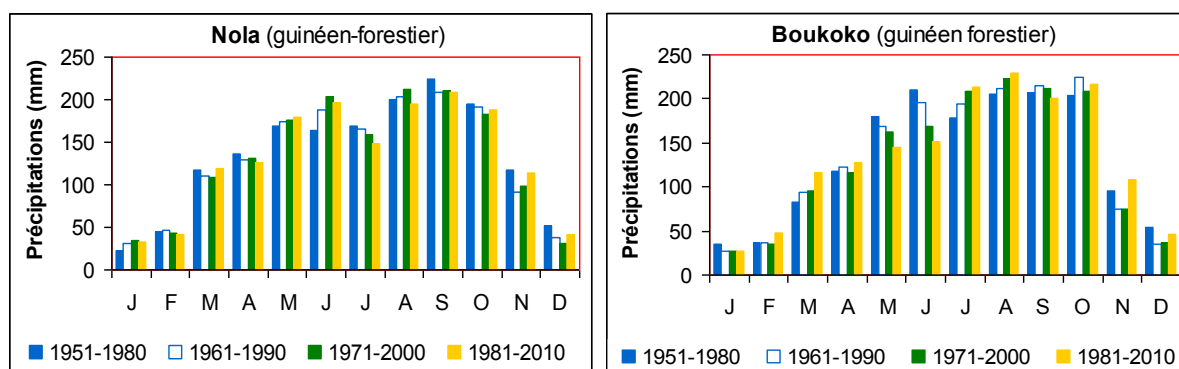 Nola (guinéen-forestier)
Précipitations (mm)
250
200
150
100
50
0
J F M A M J J A S O N D
1951-1980 1961-1990 1971-2000 1981-2010
Boukoko (guinéen forestier)
Précipitations (mm)
250
200
150
100
50
0
J F M A M J J A S O N D
1951-1980 1961-1990 1971-2000 1981-2010